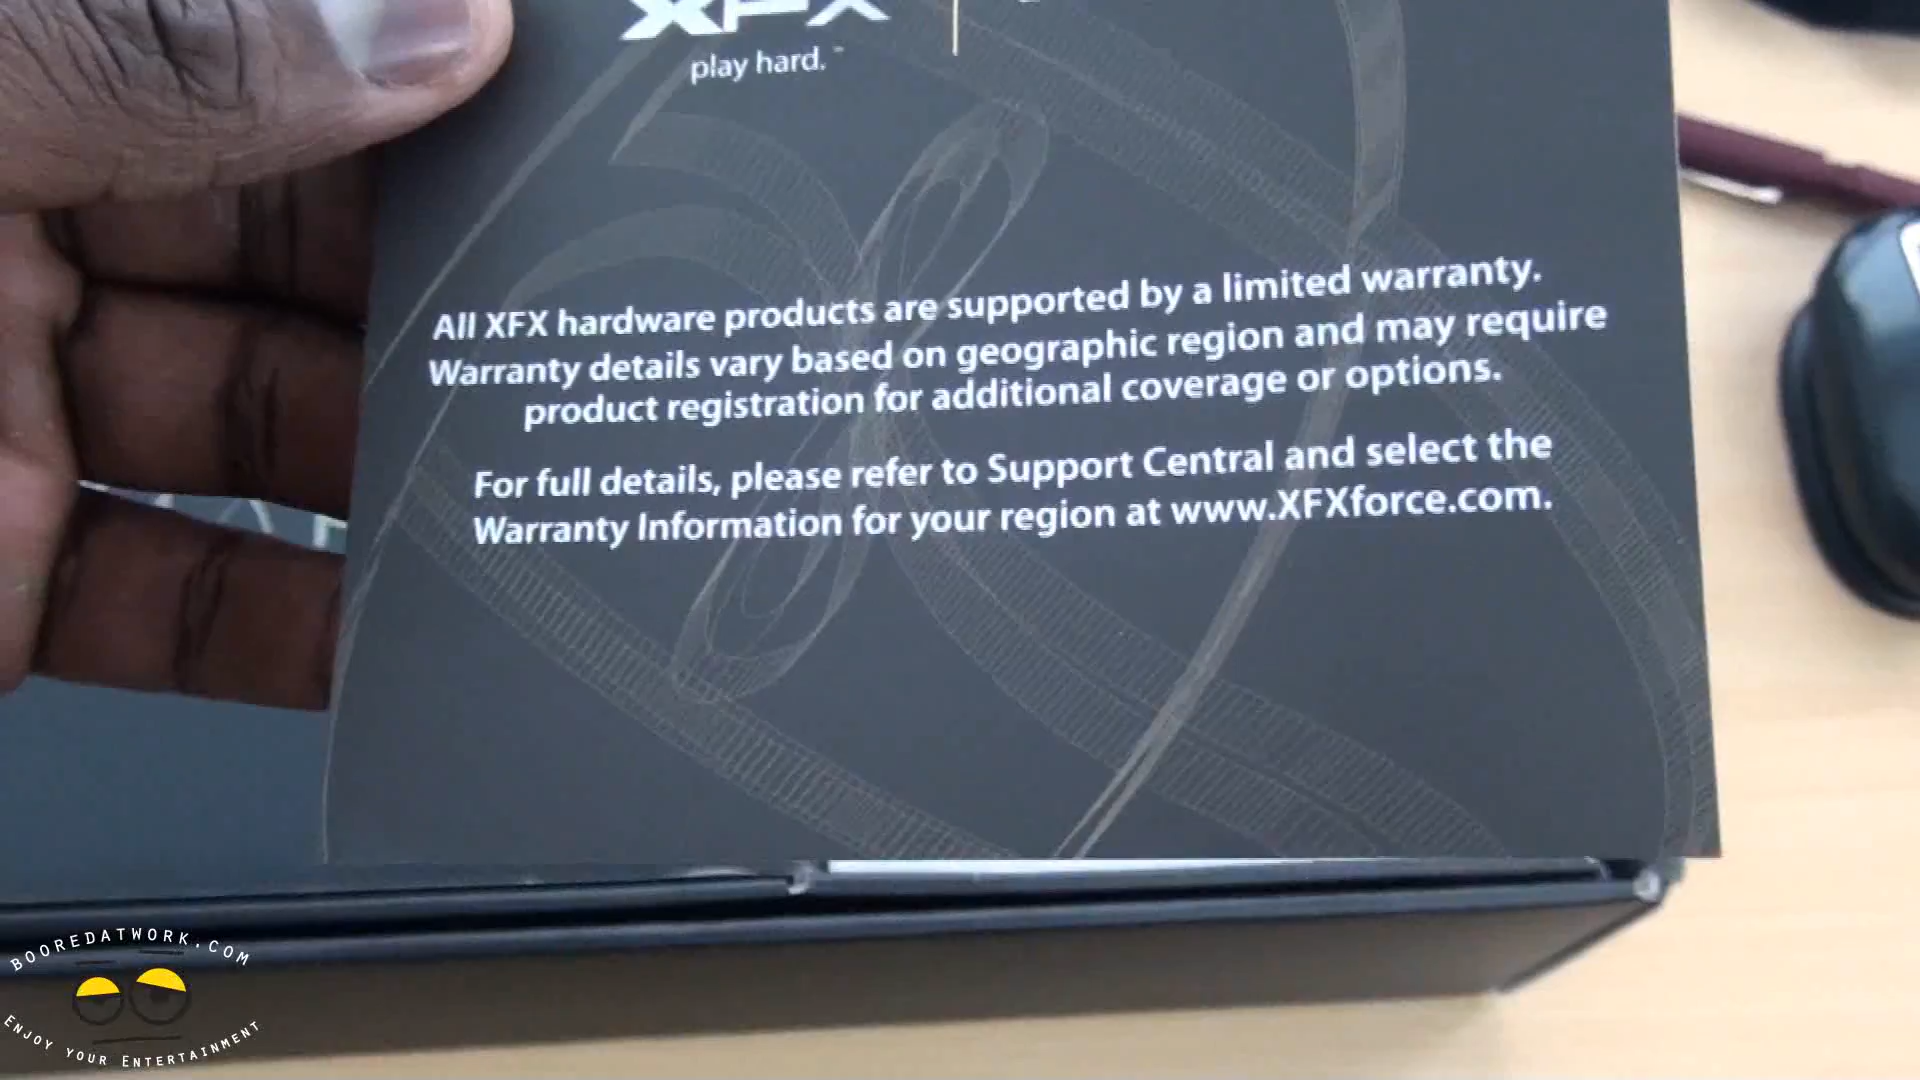 XFX
play hard.™
All XFX hardware products are supported by a limited warranty.
Warranty details vary based on geographic region and may require
product registration for additional coverage or options.
For full details, please refer to Support Central and select the
Warranty Information for your region at www.XFXforce.com.
BOOREDATWORK.COM
ENJOY YOUR ENTERTAINMENT